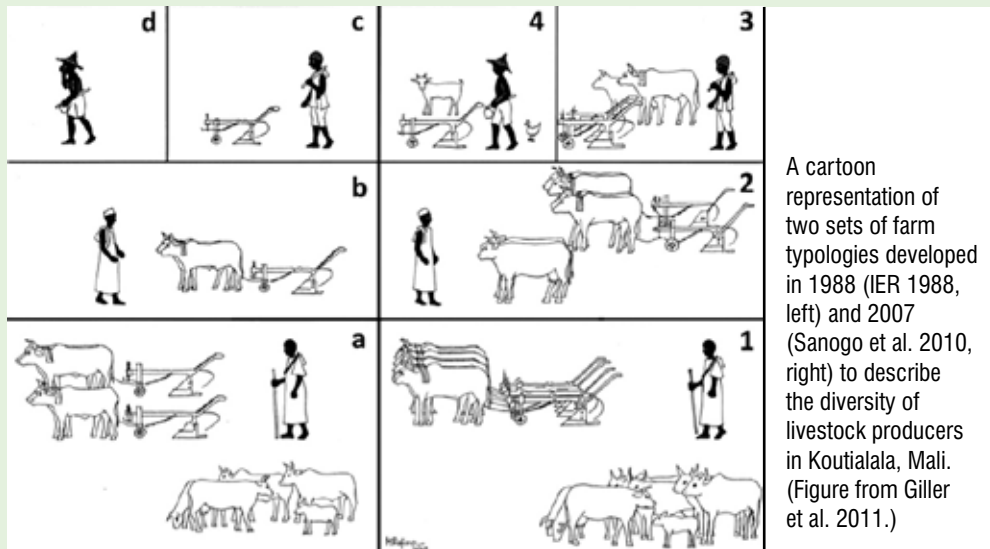 d
c
4
3
b
2
a
1
A cartoon
representation of
two sets of farm
typologies developed
in 1988 (IER 1988,
left) and 2007
(Sanogo et al. 2010,
right) to describe
the diversity of
livestock producers
in Koutialala, Mali.
(Figure from Giller
et al. 2011.)